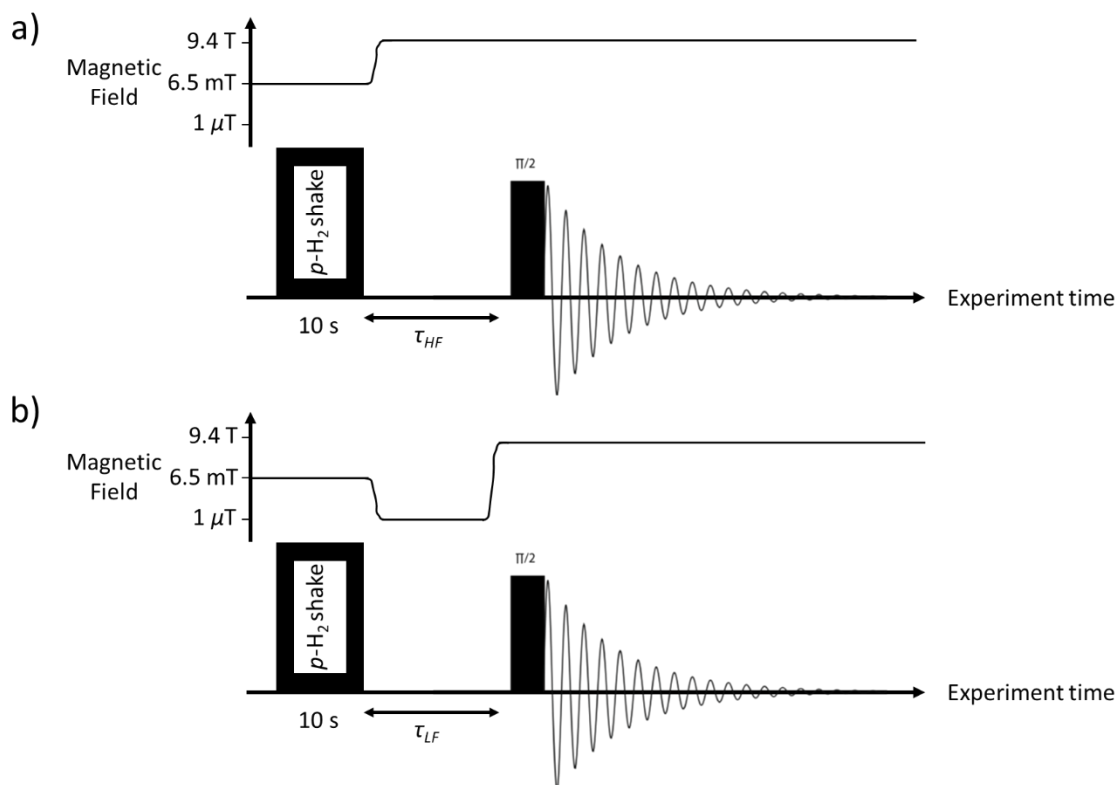 a)
9.4 T
Magnetic
Field
6.5 mT
1 µT
p-H₂ shake
π/2
Experiment time
10 s
τHF
b)
9.4 T
Magnetic
Field
6.5 mT
1 µT
p-H₂ shake
π/2
Experiment time
10 s
τLF